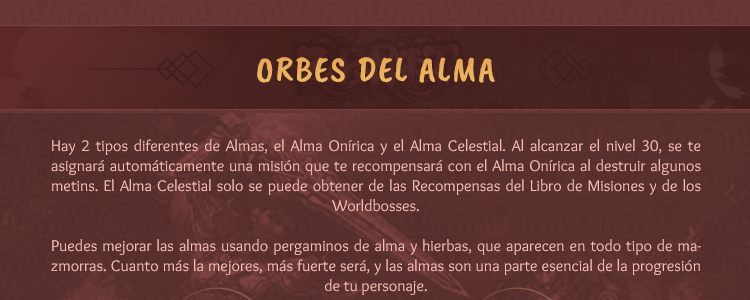 ORBES DEL ALMA
Hay 2 tipos diferentes de Almas, el Alma Onírica y el Alma Celestial. Al alcanzar el nivel 30, se te
asignará automáticamente una misión que te recompensará con el Alma Onírica al destruir algunos
metins. El Alma Celestial solo se puede obtener de las Recompensas del Libro de Misiones y de los
Worldbosses.
Puedes mejorar las almas usando pergaminos de alma y hierbas, que aparecen en todo tipo de ma-
zmorras. Cuanto más la mejores, más fuerte será, y las almas son una parte esencial de la progresión
de tu personaje.